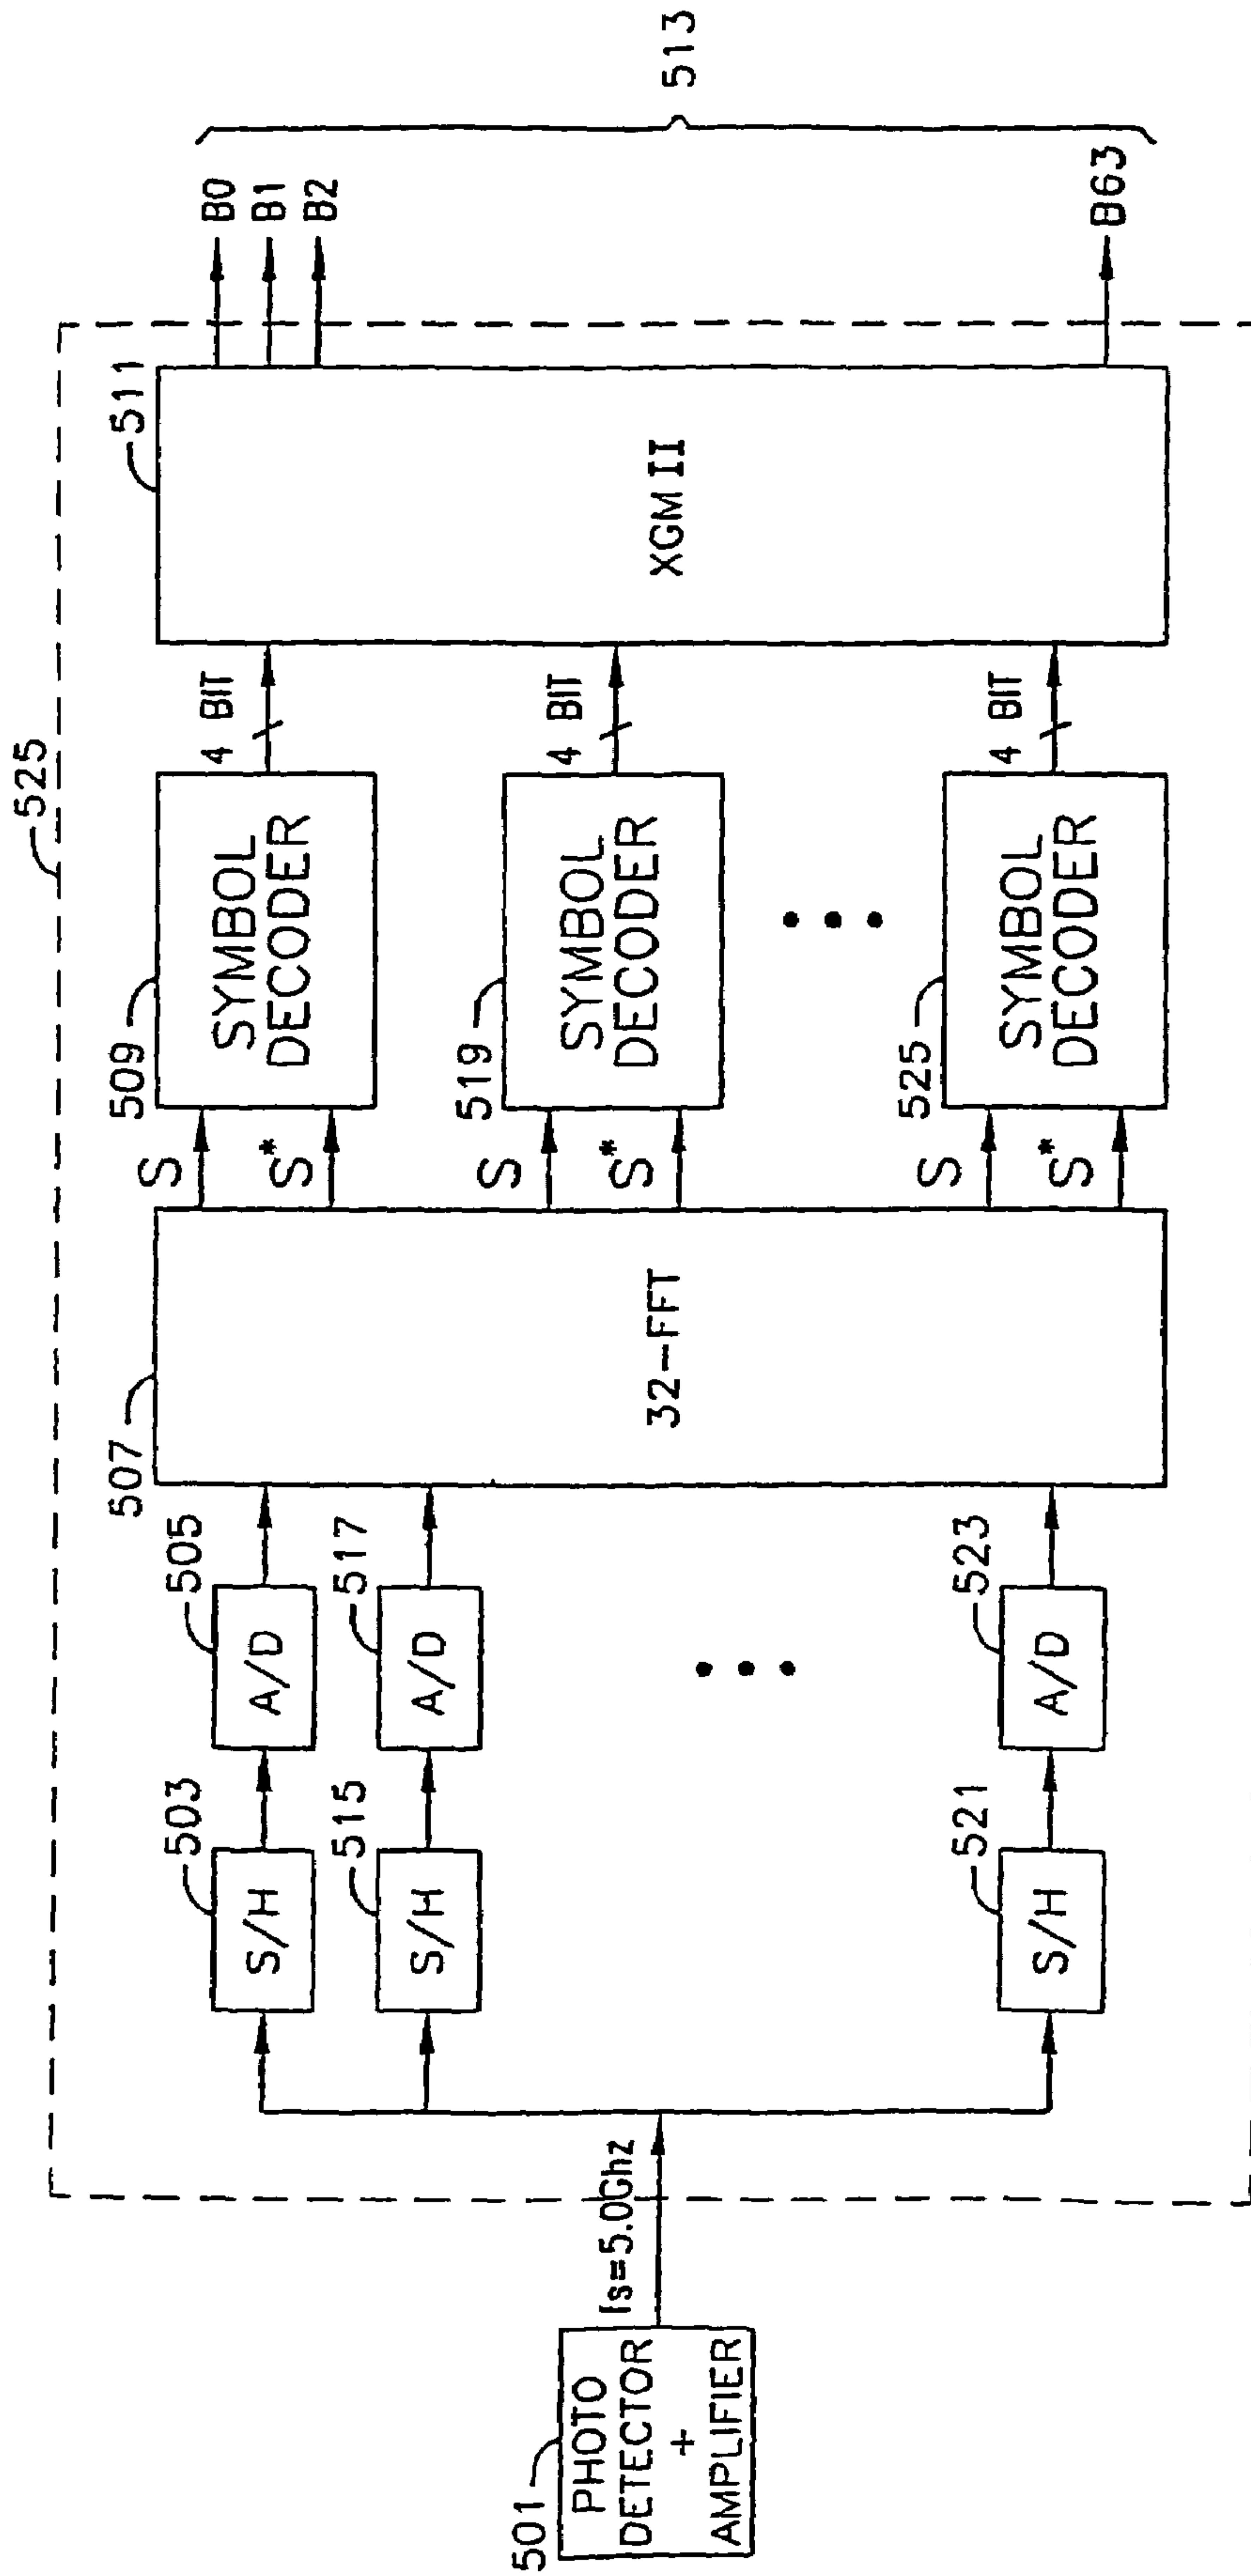 525
501
PHOTO
DETECTOR
+
AMPLIFIER
fs=5.0Ghz
503
S/H
505
A/D
515
S/H
517
A/D
521
S/H
523
A/D
507
32-FFT
S
S*
509
SYMBOL
DECODER
4 BIT
S
S*
519
SYMBOL
DECODER
4 BIT
S
S*
525
SYMBOL
DECODER
4 BIT
511
XGM II
B0
B1
B2
B63
513